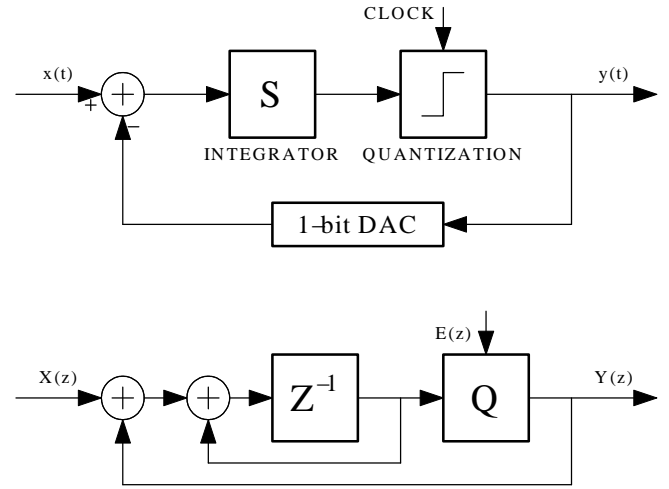 CLOCK
x(t)
y(t)
+
+
−
S
INTEGRATOR
QUANTIZATION
1−bit DAC
E(z)
X(z)
Y(z)
+
+
Z⁻¹
Q